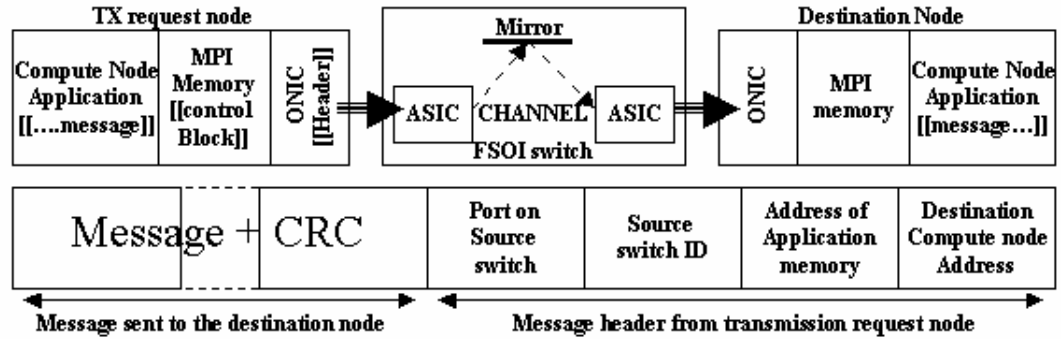 TX request node
Mirror
Destination Node
Compute Node
Application
[[....message]]
MPI
Memory
[[control
Block]]
ONIC
[[Header]]
ASIC
CHANNEL
ASIC
FSOI switch
ONIC
MPI
memory
Compute Node
Application
[[message...]]
Message + CRC
Port on
Source
switch
Source
switch ID
Address of
Application
memory
Destination
Compute node
Address
Message sent to the destination node
Message header from transmission request node